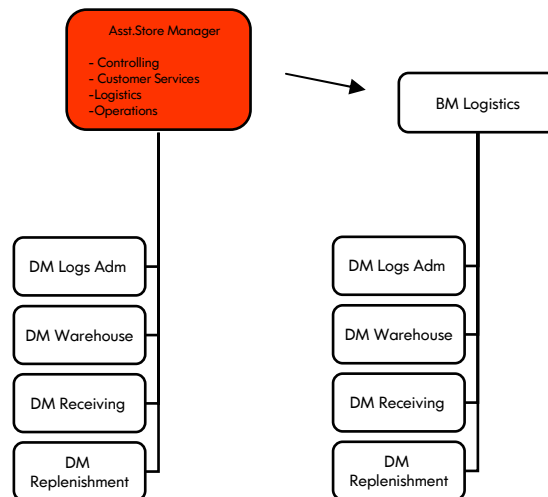 Asst.Store Manager
- Controlling
- Customer Services
-Logistics
-Operations
BM Logistics
DM Logs Adm
DM Warehouse
DM Receiving
DM
Replenishment
DM Logs Adm
DM Warehouse
DM Receiving
DM
Replenishment